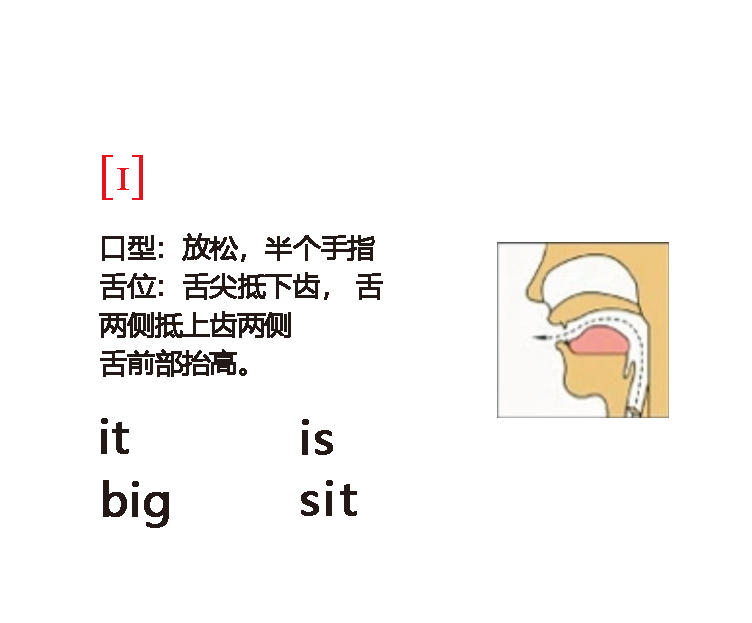 [ɪ]
口型：放松，半个手指
舌位：舌尖抵下齿， 舌
两侧抵上齿两侧
舌前部抬高。
it is
big sit